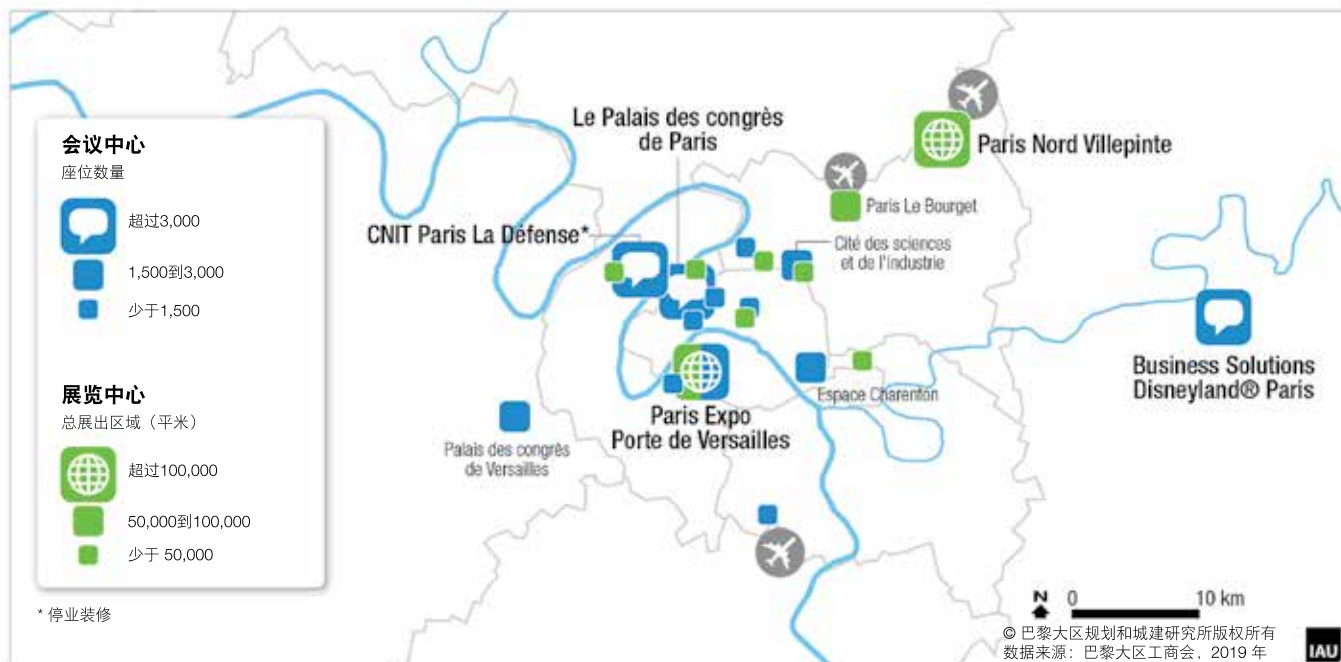 会议中心
座位数量
超过3,000
1,500到3,000
少于1,500
展览中心
总展出区域（平米）
超过100,000
50,000到100,000
少于 50,000
* 停业装修
Le Palais des congrès
de Paris
CNIT Paris La Défense*
Paris Nord Villepinte
Paris Le Bourget
Cité des sciences
et de l'industrie
Business Solutions
Disneyland® Paris
Espace Charenton
Paris Expo
Porte de Versailles
Palais des congrès
de Versailles
N
0 10 km
© 巴黎大区规划和城建研究所版权所有
数据来源：巴黎大区工商会，2019 年
IAU